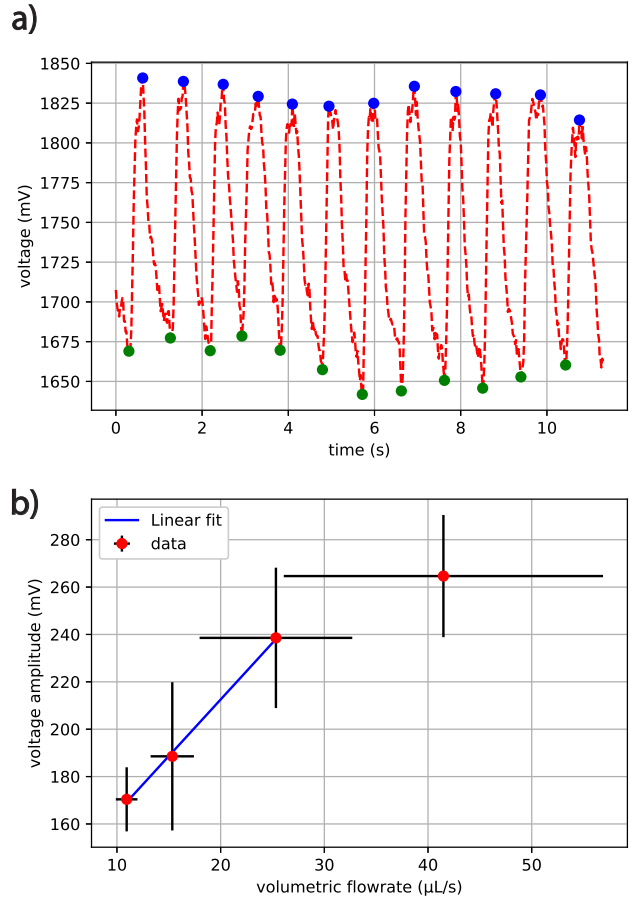 a)
1850
1825
1800
1775
1750
1725
1700
1675
1650
voltage (mV)
0 2 4 6 8 10
time (s)
b)
Linear fit
data
280
260
240
220
200
180
160
voltage amplitude (mV)
10 20 30 40 50
volumetric flowrate (μL/s)